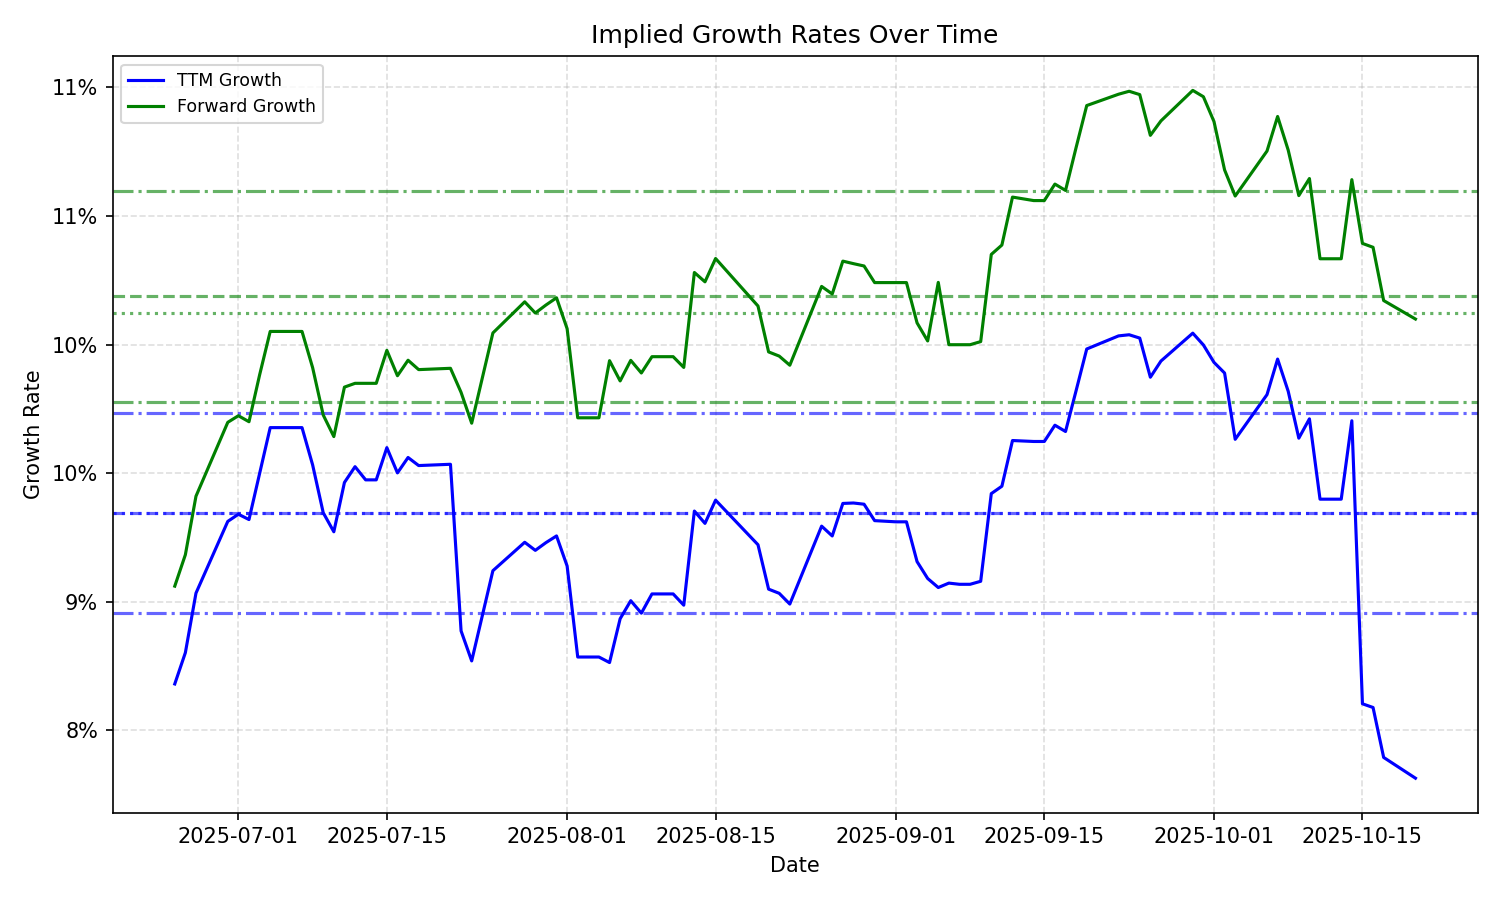 Implied Growth Rates Over Time
TTM Growth
Forward Growth
11%
11%
10%
10%
9%
8%
Growth Rate
2025-07-01 2025-07-15 2025-08-01 2025-08-15 2025-09-01 2025-09-15 2025-10-01 2025-10-15
Date